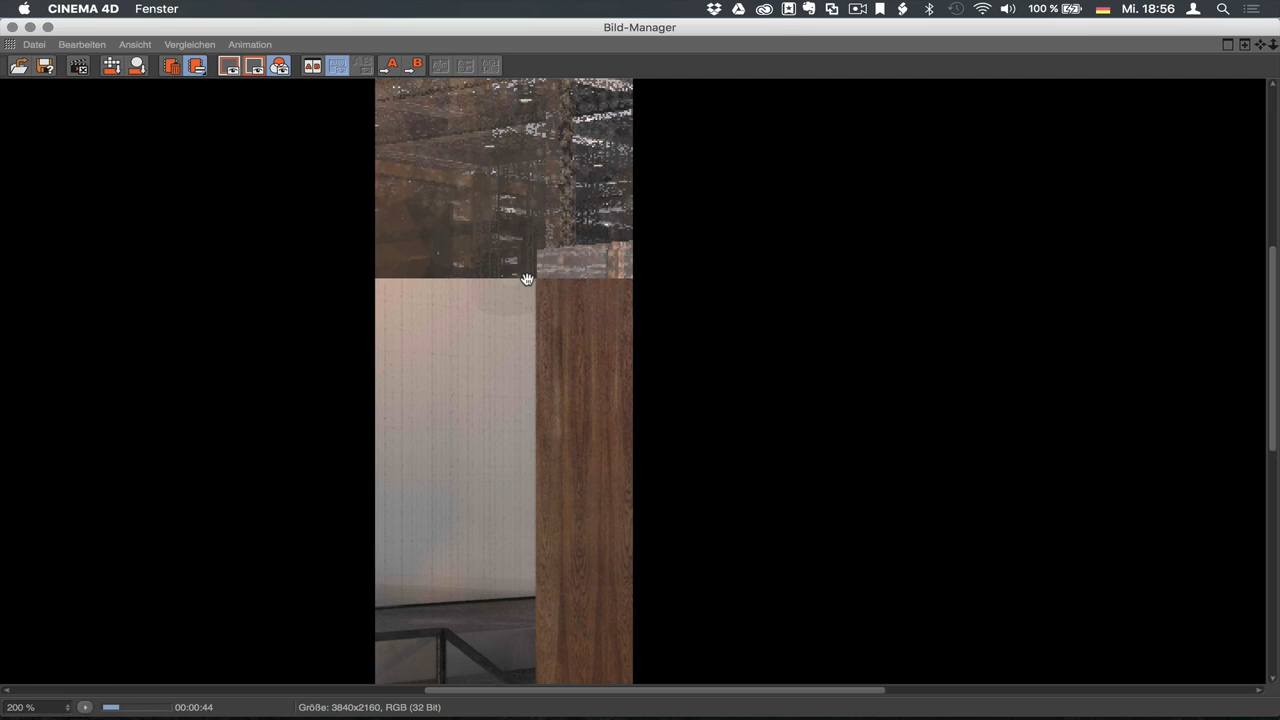 CINEMA 4D Fenster 100 % Mi. 18:56
Bild-Manager
Datei Bearbeiten Ansicht Vergleichen Animation
A B A B
AB
A
B
200 % 00:00:44 Größe: 3840x2160, RGB (32 Bit)